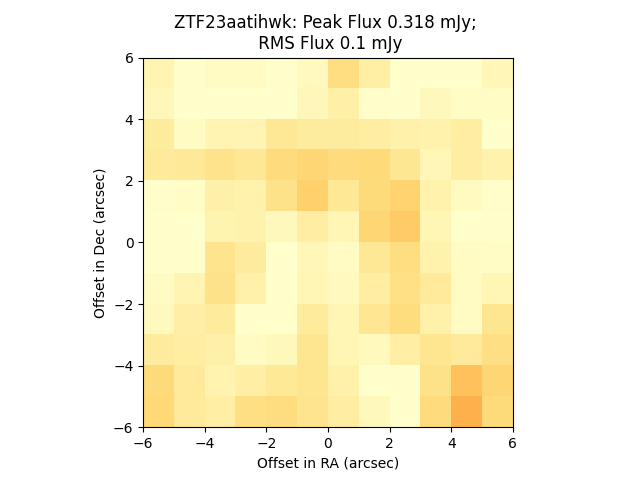 ZTF23aatihwk: Peak Flux 0.318 mJy;
RMS Flux 0.1 mJy
6
4
2
0
−2
−4
−6
Offset in Dec (arcsec)
−6 −4 −2 0 2 4 6
Offset in RA (arcsec)